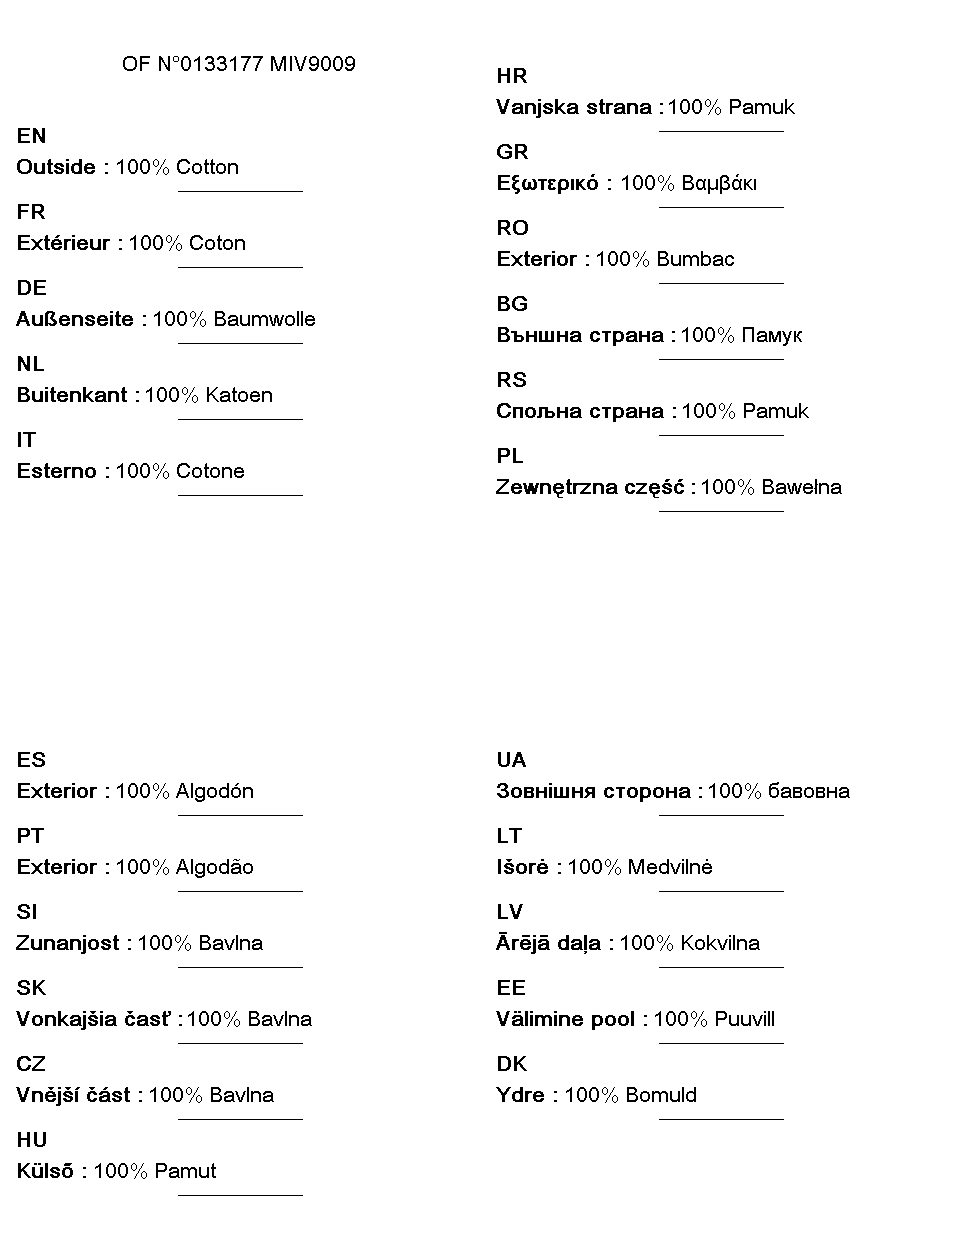 OF N°0133177 MIV9009
EN
Outside : 100% Cotton
FR
Extérieur : 100% Coton
DE
Außenseite : 100% Baumwolle
NL
Buitenkant : 100% Katoen
IT
Esterno : 100% Cotone
HR
Vanjska strana : 100% Pamuk
GR
Εξωτερικό : 100% Βαμβάκι
RO
Exterior : 100% Bumbac
BG
Външна страна : 100% Памук
RS
Спољна страна : 100% Pamuk
PL
Zewnętrzna część : 100% Bawełna
ES
Exterior : 100% Algodón
PT
Exterior : 100% Algodão
SI
Zunanjost : 100% Bavlna
SK
Vonkajšia časť : 100% Bavlna
CZ
Vnější část : 100% Bavlna
HU
Külsõ : 100% Pamut
UA
Зовнішня сторона : 100% бавовна
LT
Išorė : 100% Medvilnė
LV
Ārējā daļa : 100% Kokvilna
EE
Välimine pool : 100% Puuvill
DK
Ydre : 100% Bomuld